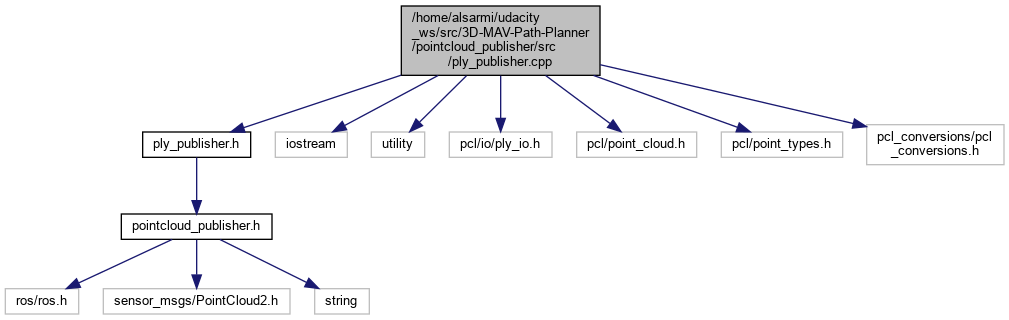 /home/alsarmi/udacity
_ws/src/3D-MAV-Path-Planner
/pointcloud_publisher/src
/ply_publisher.cpp
ply_publisher.h
iostream
utility
pcl/io/ply_io.h
pcl/point_cloud.h
pcl/point_types.h
pcl_conversions/pcl
_conversions.h
pointcloud_publisher.h
ros/ros.h
sensor_msgs/PointCloud2.h
string